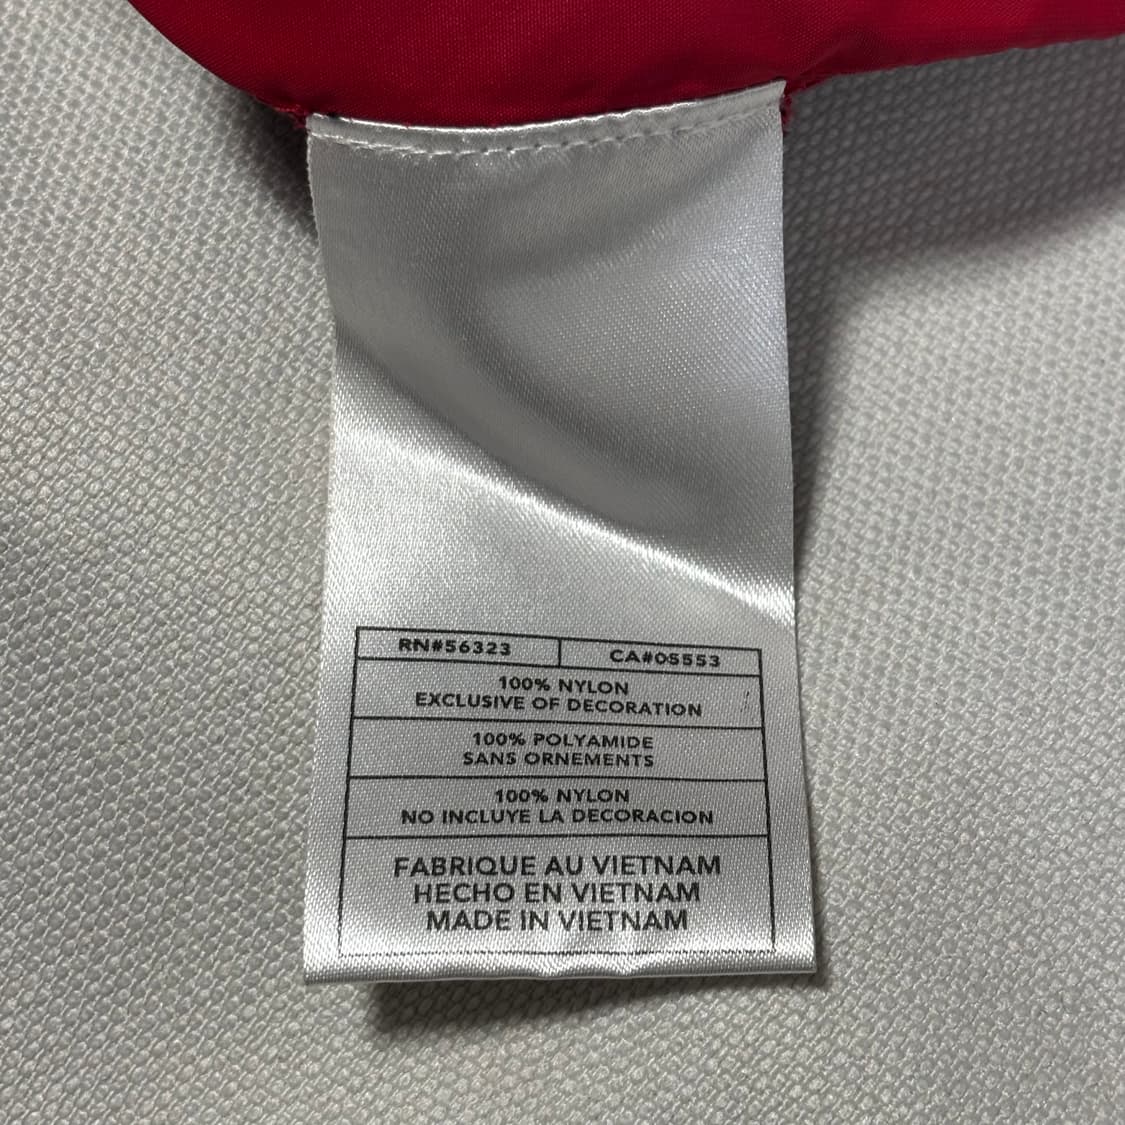 RN#56323
CA#05553
100% NYLON
EXCLUSIVE OF DECORATION
100% POLYAMIDE
SANS ORNEMENTS
100% NYLON
NO INCLUYE LA DECORACION
FABRIQUE AU VIETNAM
HECHO EN VIETNAM
MADE IN VIETNAM